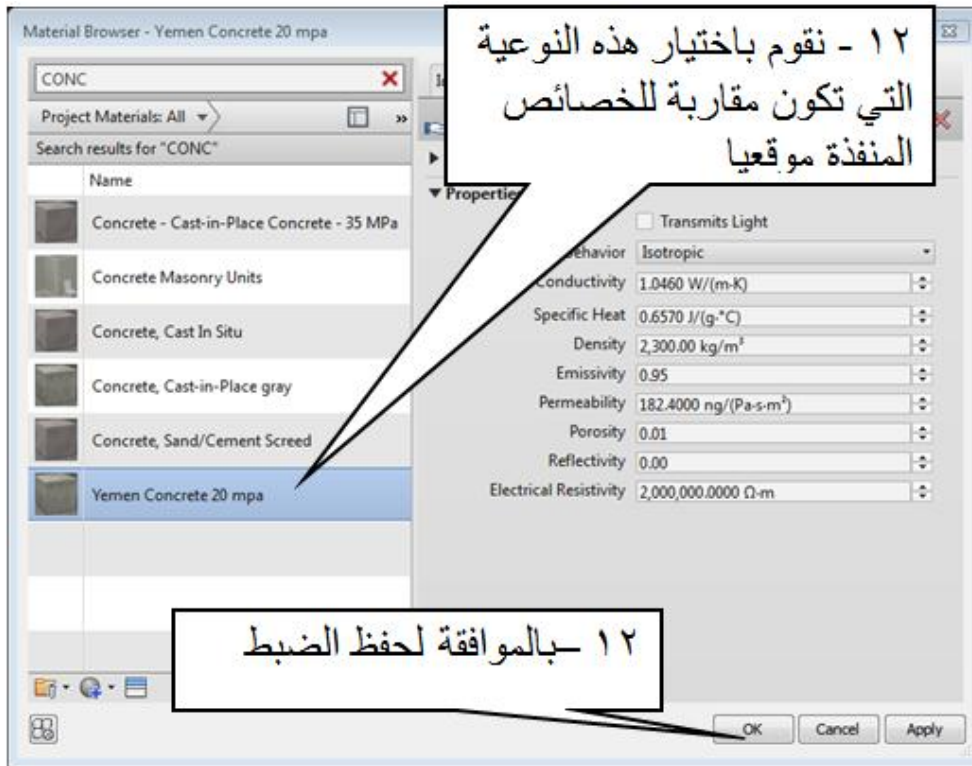 Material Browser - Yemen Concrete 20 mpa
١٢ - نقوم باختيار هذه النوعية
التي تكون مقاربة للخصائص
المنفذة موقعيا
CONC
Project Materials: All
»
Search results for "CONC"
Name
Concrete - Cast-in-Place Concrete - 35 MPa
Concrete Masonry Units
Concrete, Cast In Situ
Concrete, Cast-in-Place gray
Concrete, Sand/Cement Screed
Yemen Concrete 20 mpa
Transmits Light
Isotropic
Conductivity 1.0460 W/(m·K)
Specific Heat 0.6570 J/(g·°C)
Density 2,300.00 kg/m³
Emissivity 0.95
Permeability 182.4000 ng/(Pa·s·m²)
Porosity 0.01
Reflectivity 0.00
Electrical Resistivity 2,000,000.0000 Ω·m
١٢ –بالموافقة لحفظ الضبط
OK Cancel Apply